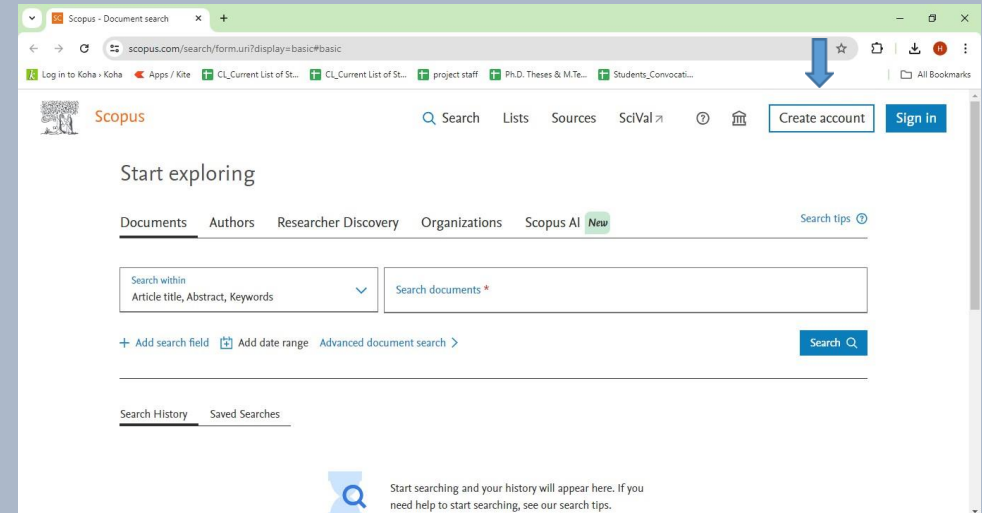 SC Scopus - Document search
scopus.com/search/form.uri?display=basic#basic
H
Log in to Koha › Koha Apps / Kite CL_Current List of St... CL_Current List of St... project staff Ph.D. Theses & M.Te... Students_Convocati... All Bookmarks
Scopus Search Lists Sources SciVal Create account Sign in
Start exploring
Documents Authors Researcher Discovery Organizations Scopus AI New Search tips
Search within
Article title, Abstract, Keywords
Search documents *
+ Add search field Add date range Advanced document search > Search
Search History Saved Searches
Start searching and your history will appear here. If you
need help to start searching, see our search tips.